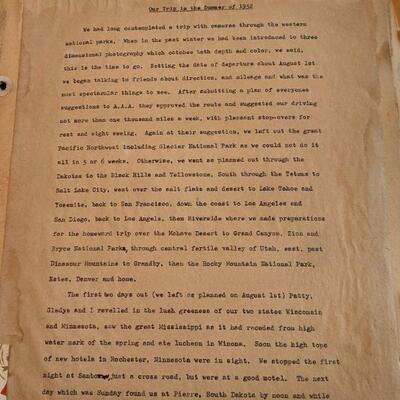 Our Trip in the Summer of 1952
We had long contemplated a trip with cameras through the western
national parks. When in the past winter we had been introduced to three
dimensional photography which catches both depth and color, we said,
this is the time to go. Setting the date of departure about August 1st
we began talking to friends about direction, and mileage and what was the
most spectacular things to see. After submitting a plan of everyones
suggestions to A.A.A. they approved the route and suggested our driving
not more than one thousand miles a week, with pleasant stop-overs for
rest and sight seeing. Again at their suggestion, we left out the great
Pacific Northwest including Glacier National Park as we could not do it
all in 5 or 6 weeks. Otherwise, we went as planned out through the
Dakotas to the Black Hills and Yellowstone, South through the Tetons to
Salt Lake City, west over the salt flats and desert to Lake Tahoe and
Yosemite, back to San Francisco, down the coast to Los Angeles and
San Diego, back to Los Angels, then Riverside where we made preparations
for the homeward trip over the Mohave Desert to Grand Canyon, Zion and
Bryce National Parks, through central fertile valley of Utah, east, past
Dinosaur Mountains to Grandby, then the Rocky Mountain National Park,
Estes, Denver and home.
The first two days out (we left as planned on August 1st) Patty,
Gladys and I revelled in the lush greeness of our two states Wisconsin
and Minnesota, saw the great Mississippi as it had receded from high
water mark of the spring and ate lucheon in Winona. Soon the high tops
of new hotels in Rochester, Minnesota were in sight. We stopped the first
night at just a cross road, but were at a good motel. The next
day which was Sunday found us at Pierre, South Dakota by noon and while